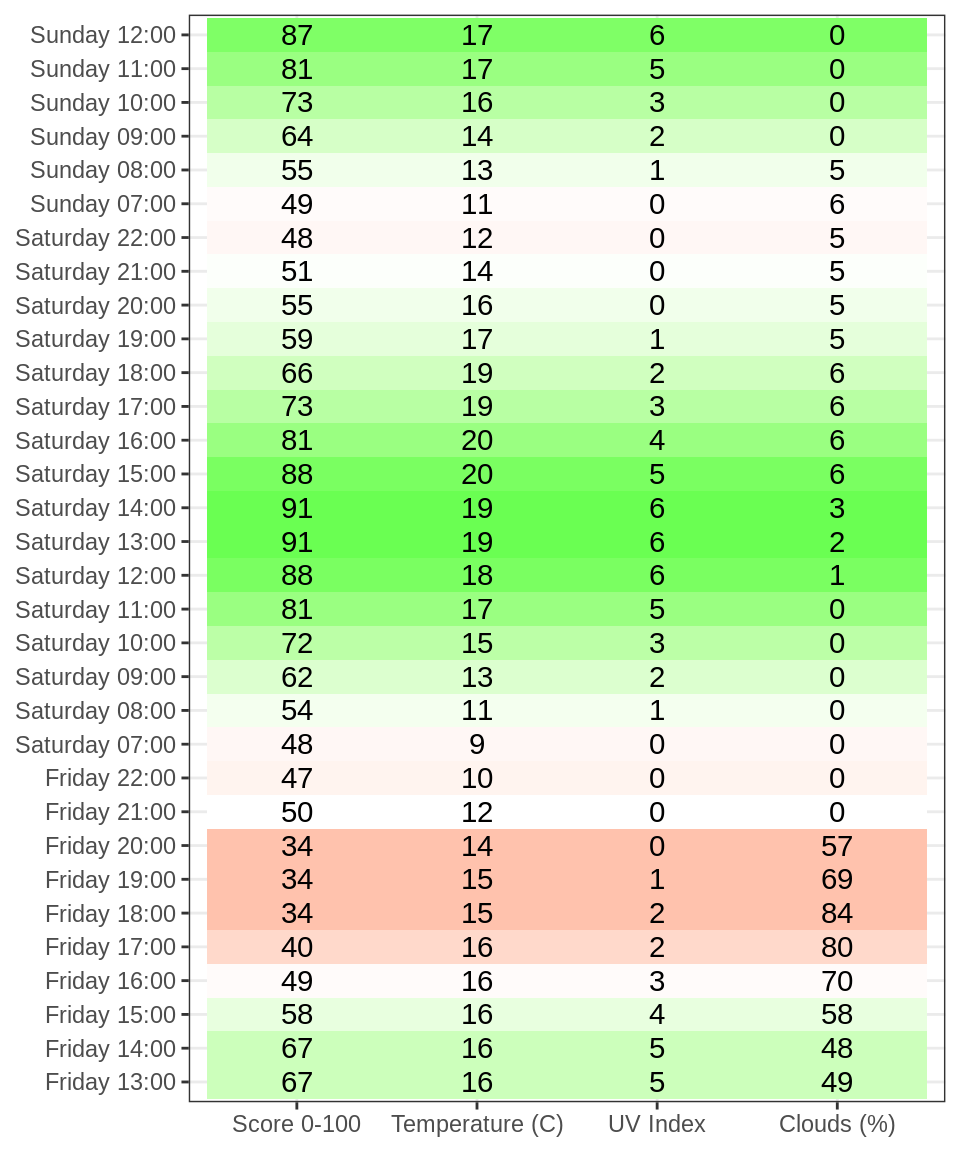 Sunday 12:00 87 17 6 0
Sunday 11:00 81 17 5 0
Sunday 10:00 73 16 3 0
Sunday 09:00 64 14 2 0
Sunday 08:00 55 13 1 5
Sunday 07:00 49 11 0 6
Saturday 22:00 48 12 0 5
Saturday 21:00 51 14 0 5
Saturday 20:00 55 16 0 5
Saturday 19:00 59 17 1 5
Saturday 18:00 66 19 2 6
Saturday 17:00 73 19 3 6
Saturday 16:00 81 20 4 6
Saturday 15:00 88 20 5 6
Saturday 14:00 91 19 6 3
Saturday 13:00 91 19 6 2
Saturday 12:00 88 18 6 1
Saturday 11:00 81 17 5 0
Saturday 10:00 72 15 3 0
Saturday 09:00 62 13 2 0
Saturday 08:00 54 11 1 0
Saturday 07:00 48 9 0 0
Friday 22:00 47 10 0 0
Friday 21:00 50 12 0 0
Friday 20:00 34 14 0 57
Friday 19:00 34 15 1 69
Friday 18:00 34 15 2 84
Friday 17:00 40 16 2 80
Friday 16:00 49 16 3 70
Friday 15:00 58 16 4 58
Friday 14:00 67 16 5 48
Friday 13:00 67 16 5 49
Score 0-100 Temperature (C) UV Index Clouds (%)